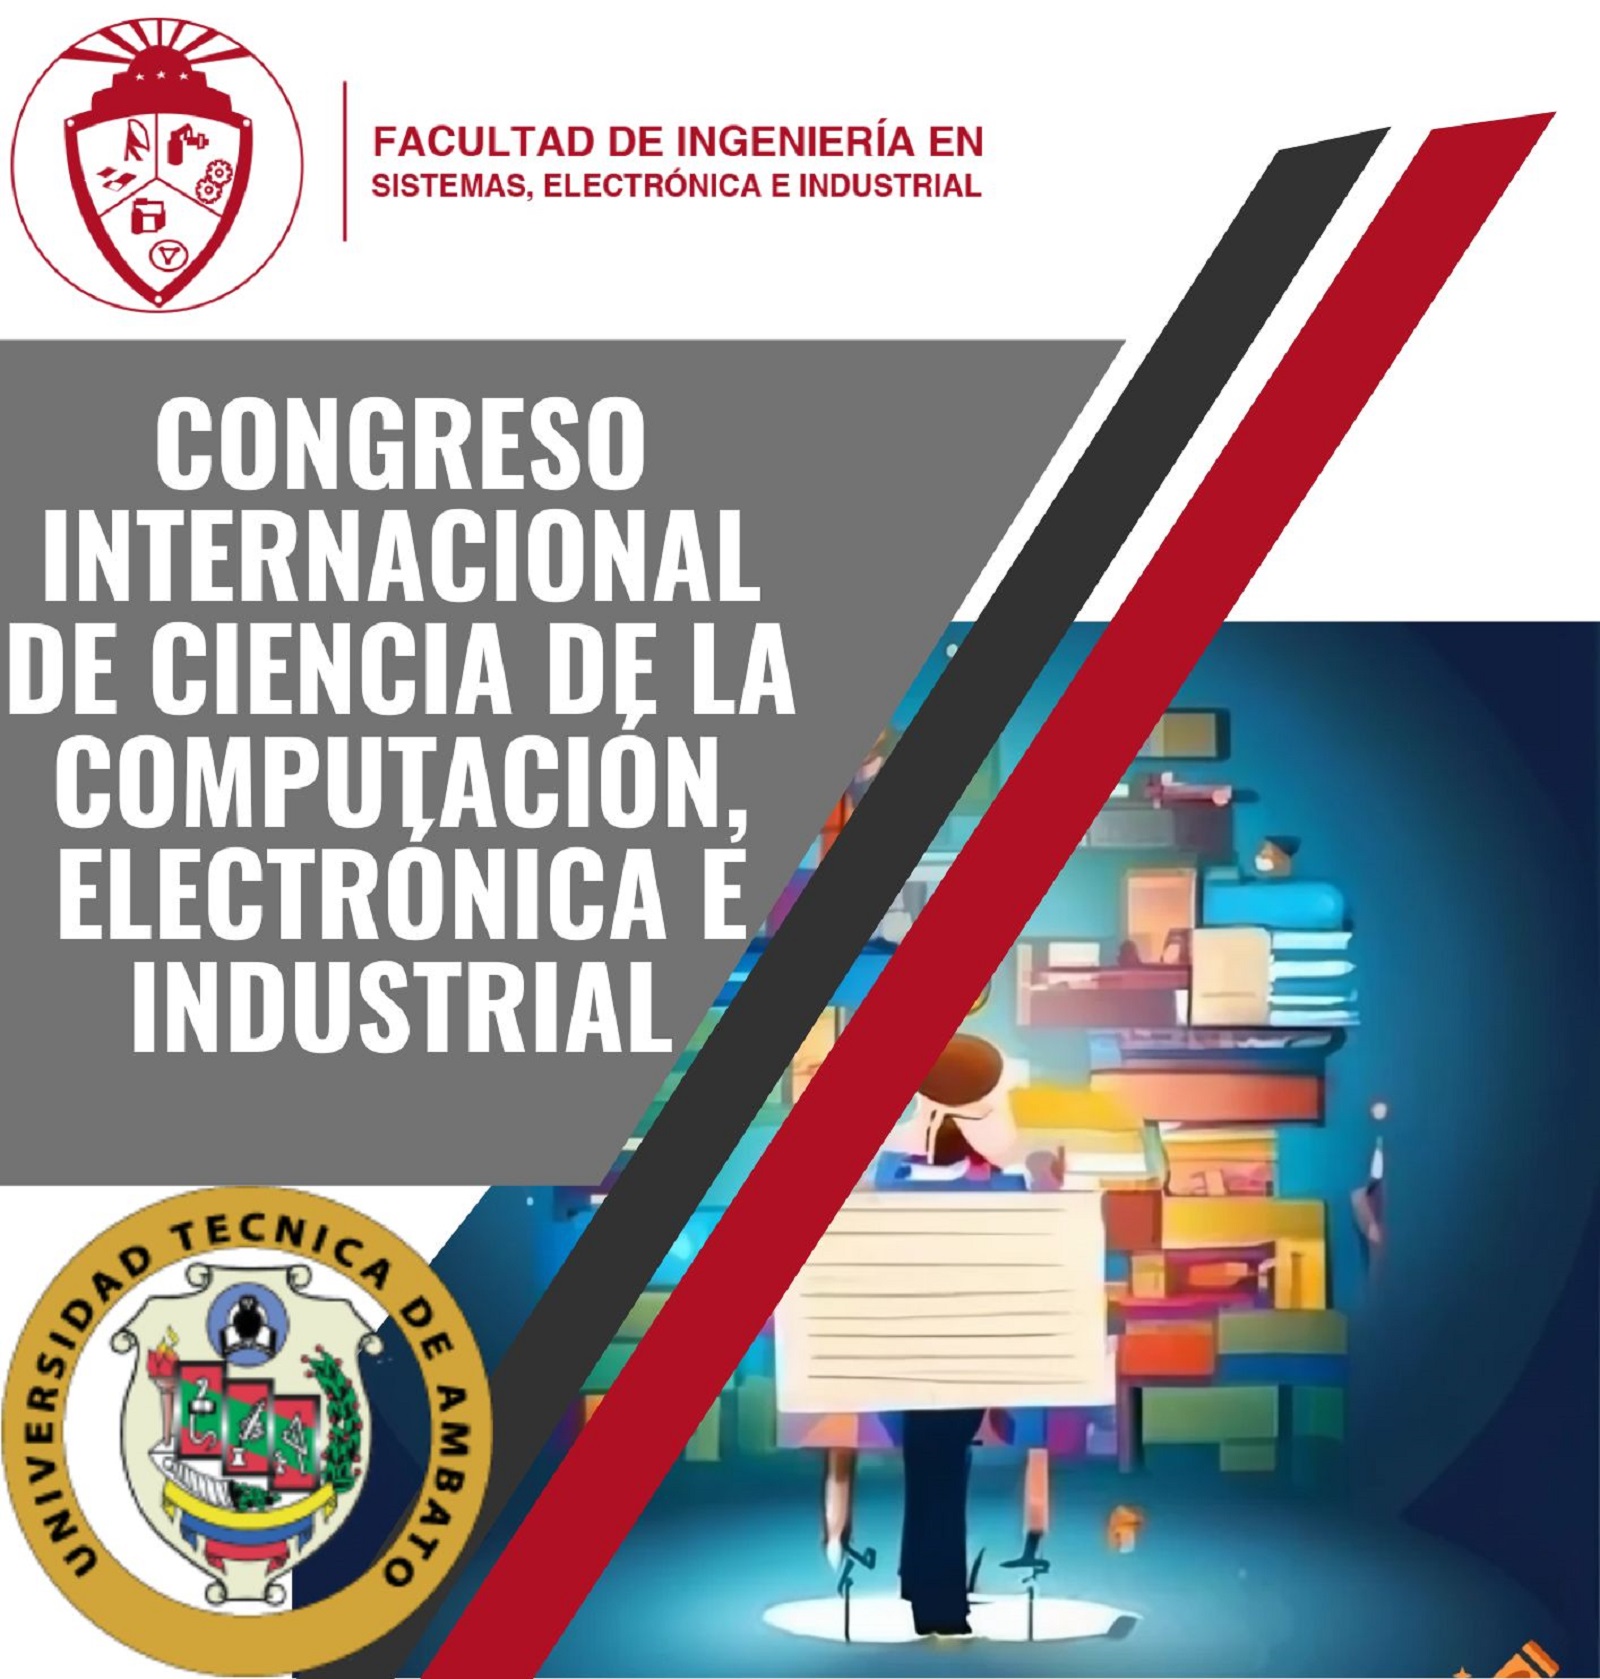 FACULTAD DE INGENIERÍA EN
SISTEMAS, ELECTRÓNICA E INDUSTRIAL
CONGRESO
INTERNACIONAL
DE CIENCIA DE LA
COMPUTACIÓN,
ELECTRÓNICA E
INDUSTRIAL
UNIVERSIDAD TECNICA DE AMBATO